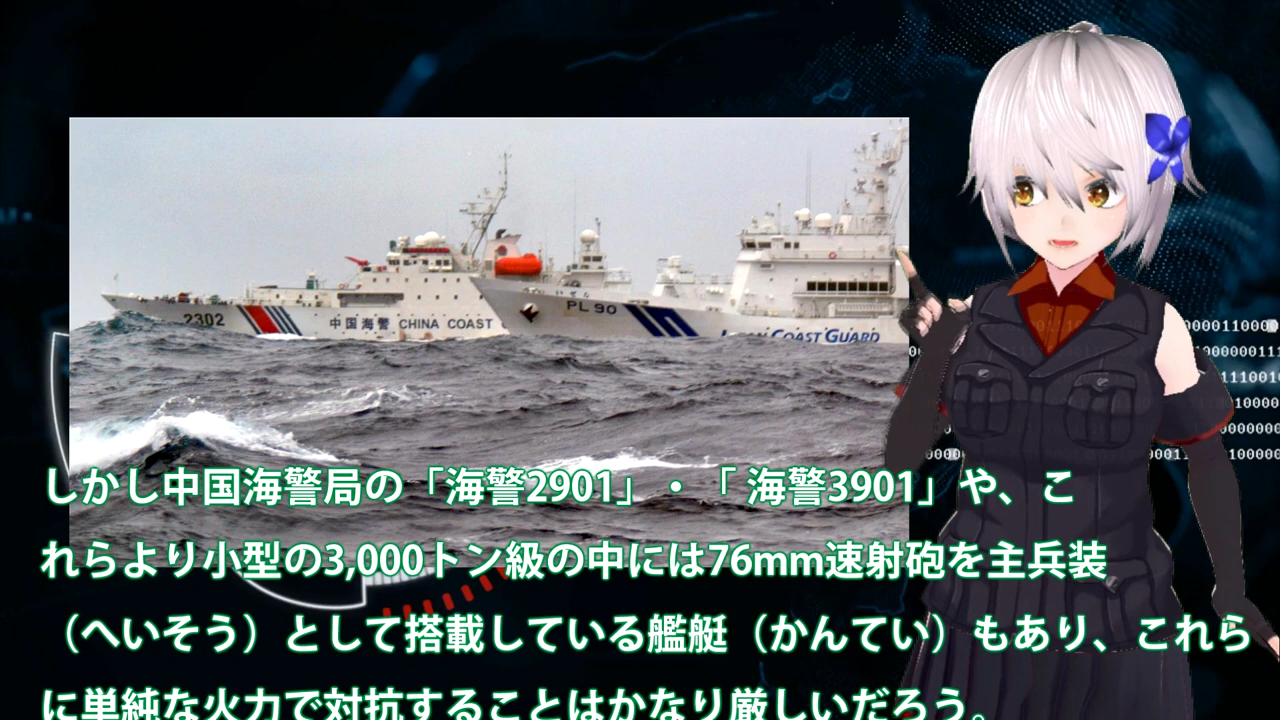 2302
中国海警 CHINA COAST
PL 90
COAST GUARD
しかし中国海警局の「海警2901」・「 海警3901」や、こ
れらより小型の3,000トン級の中には76mm速射砲を主兵装
（へいそう）として搭載している艦艇（かんてい）もあり、これら
に単純な火力で対抗することはかなり厳しいだろう。